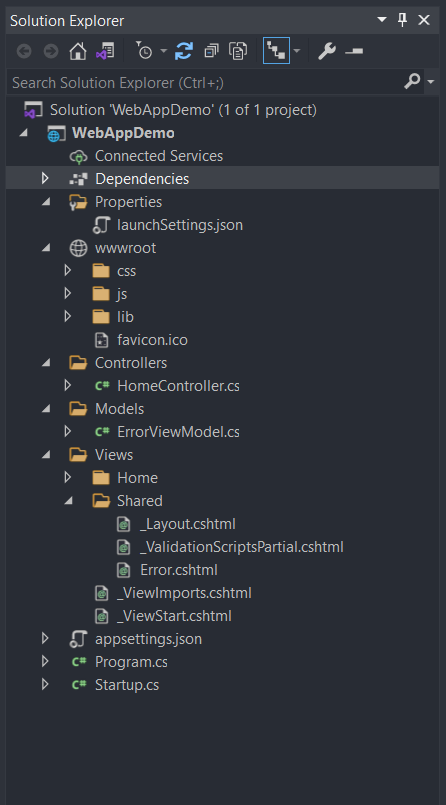 Solution Explorer
Search Solution Explorer (Ctrl+;)
Solution 'WebAppDemo' (1 of 1 project)
WebAppDemo
Connected Services
Dependencies
Properties
launchSettings.json
wwwroot
css
js
lib
favicon.ico
Controllers
C# HomeController.cs
Models
C# ErrorViewModel.cs
Views
Home
Shared
_Layout.cshtml
_ValidationScriptsPartial.cshtml
Error.cshtml
_ViewImports.cshtml
_ViewStart.cshtml
appsettings.json
C# Program.cs
C# Startup.cs